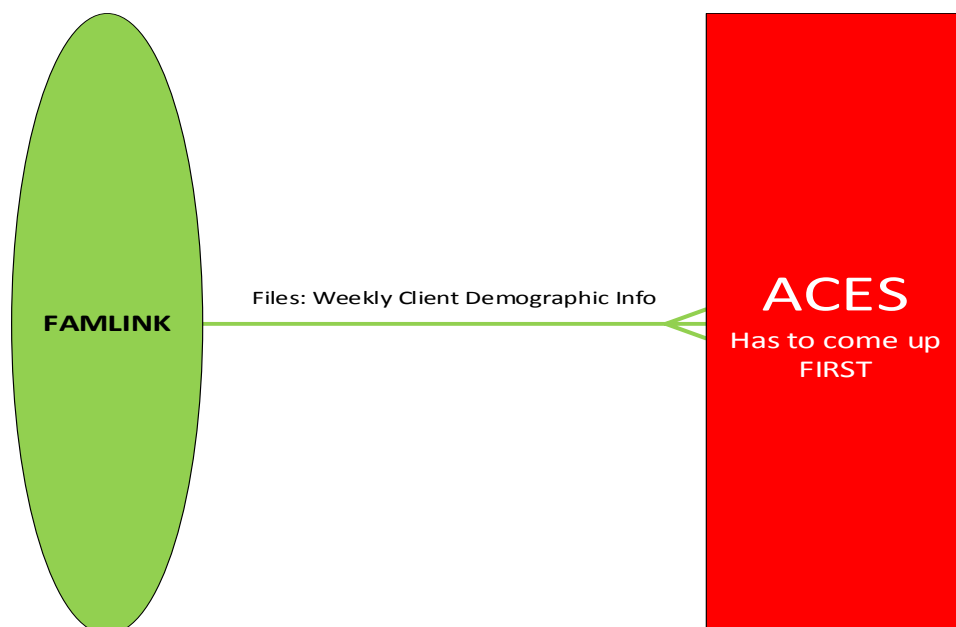 FAMLINK
Files: Weekly Client Demographic Info
ACES
Has to come up
FIRST